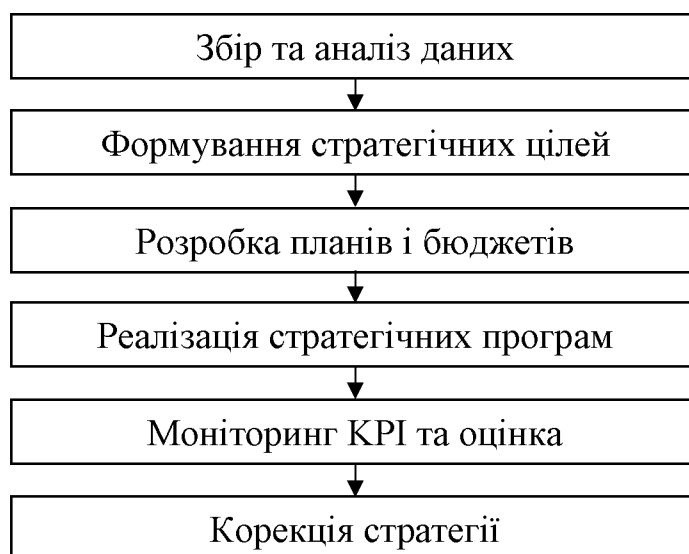 Збір та аналіз даних
Формування стратегічних цілей
Розробка планів і бюджетів
Реалізація стратегічних програм
Моніторинг KPI та оцінка
Корекція стратегії